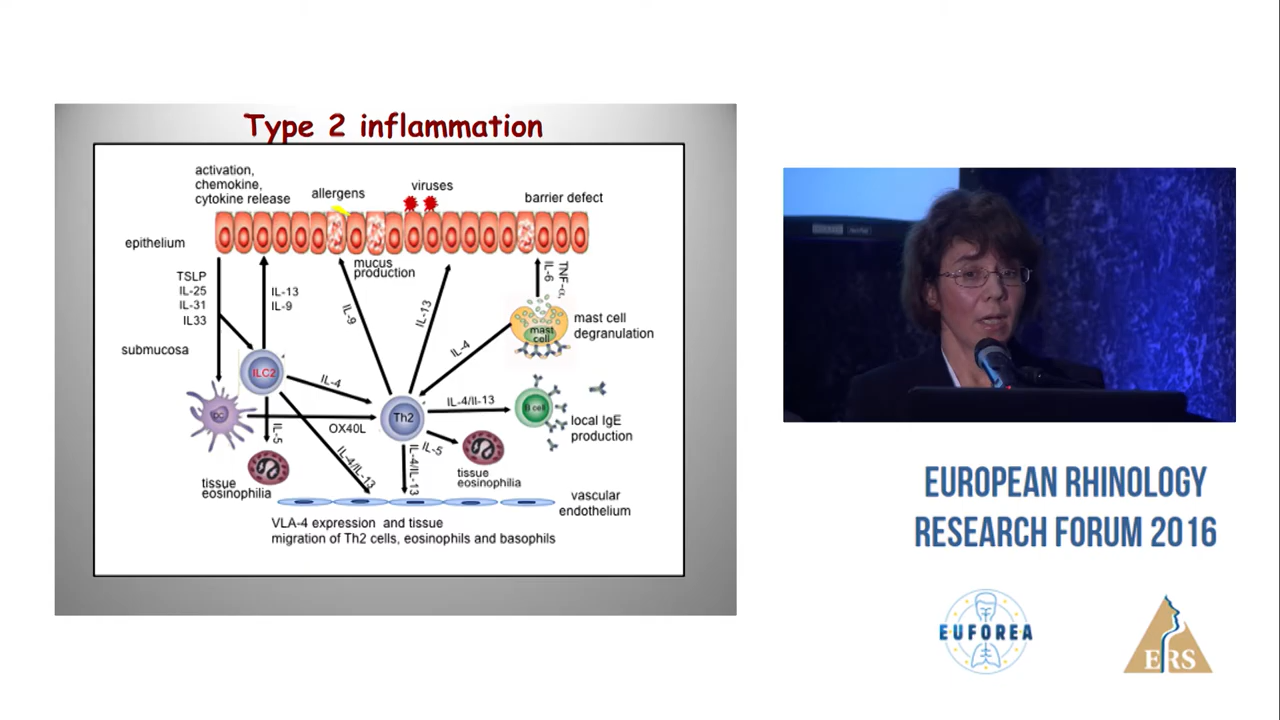 Type 2 inflammation
activation,
chemokine,
cytokine release
allergens
viruses
barrier defect
epithelium
mucus
production
TSLP
IL-25
IL-31
IL33
IL-13
IL-9
IL-9
IL-13
IL-6
TNF-α,
mast
cell
mast cell
degranulation
submucosa
ILC2
IL-4
IL-4
Th2
IL-4/Il-13
B cell
local IgE
production
OX40L
IL-5
IL-4/IL-13
IL-4/IL-13
IL-5
tissue
eosinophilia
tissue
eosinophilia
vascular
endothelium
VLA-4 expression and tissue
migration of Th2 cells, eosinophils and basophils
EUROPEAN RHINOLOGY
RESEARCH FORUM 2016
EUFOREA
ERS